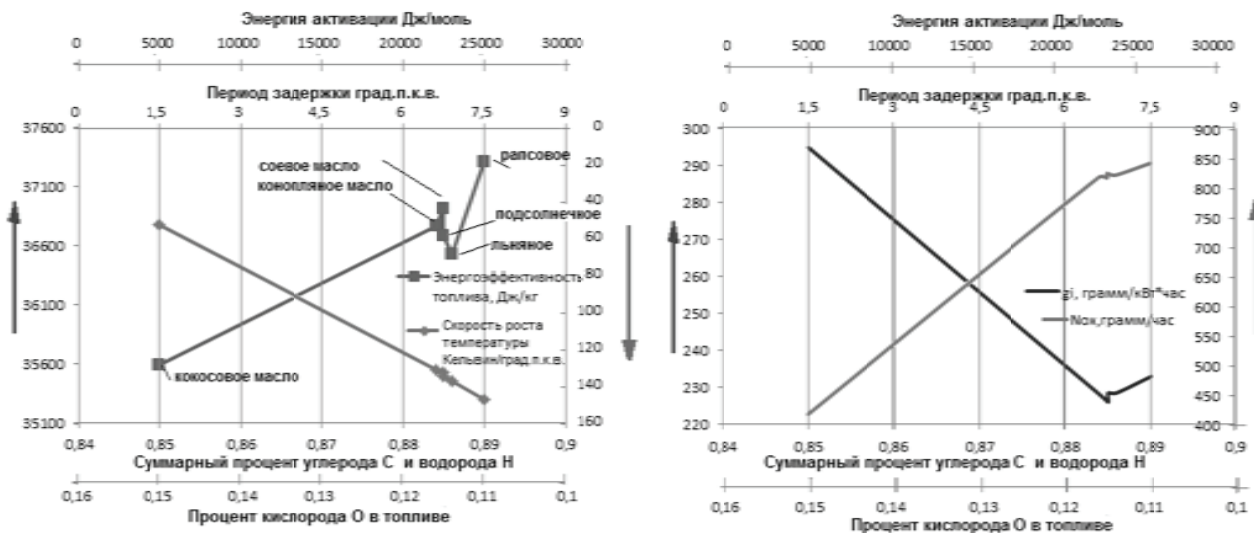 Энергия активации Дж/моль
0 5000 10000 15000 20000 25000 30000
Период задержки град.п.к.в.
0 1,5 3 4,5 6 7,5 9
37600
37100
36600
36100
35600
35100
0
20
40
60
80
100
120
140
160
соевое масло
конопляное масло
рапсовое
подсолнечное
льняное
Энергоэффективность
топлива, Дж/кг
Скорость роста
температуры
Кельвин/град.п.к.в.
кокосовое масло
0,84 0,85 0,86 0,87 0,88 0,89 0,9
Суммарный процент углерода С и водорода Н
0,16 0,15 0,14 0,13 0,12 0,11 0,1
Процент кислорода О в топливе
Энергия активации Дж/моль
0 5000 10000 15000 20000 25000 30000
Период задержки град.п.к.в.
0 1,5 3 4,5 6 7,5 9
300
290
280
270
260
250
240
230
220
900
850
800
750
700
650
600
550
500
450
400
gi, грамм/кВт*час
Nox,грамм/час
0,84 0,85 0,86 0,87 0,88 0,89 0,9
Суммарный процент углерода С и водорода Н
0,16 0,15 0,14 0,13 0,12 0,11 0,1
Процент кислорода О в топливе